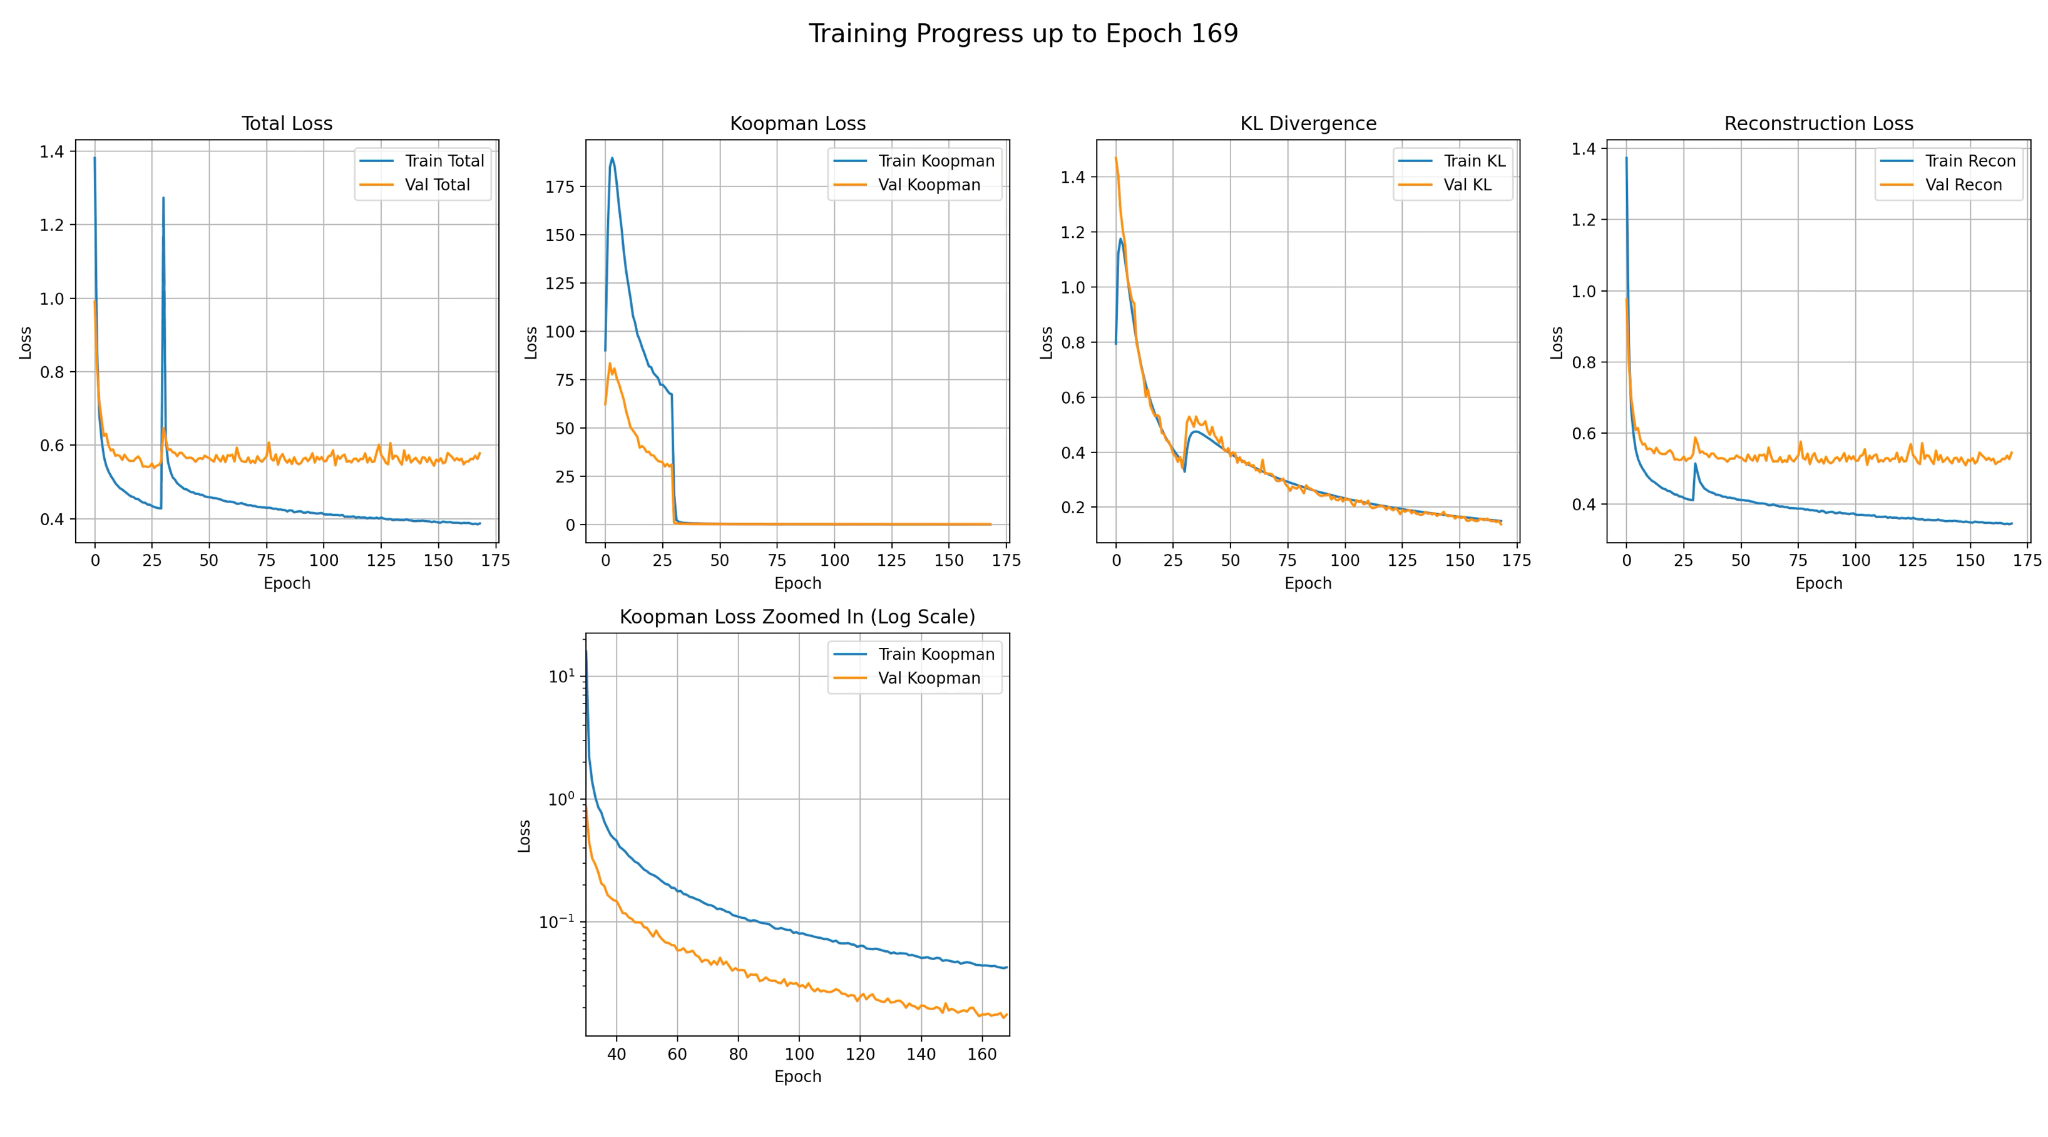 Training Progress up to Epoch 169
Total Loss
Loss
1.4
1.2
1.0
0.8
0.6
0.4
Train Total
Val Total
0 25 50 75 100 125 150 175
Epoch
Koopman Loss
Loss
175
150
125
100
75
50
25
0
Train Koopman
Val Koopman
0 25 50 75 100 125 150 175
Epoch
KL Divergence
Loss
1.4
1.2
1.0
0.8
0.6
0.4
0.2
Train KL
Val KL
0 25 50 75 100 125 150 175
Epoch
Reconstruction Loss
Loss
1.4
1.2
1.0
0.8
0.6
0.4
Train Recon
Val Recon
0 25 50 75 100 125 150 175
Epoch
Koopman Loss Zoomed In (Log Scale)
Loss
10¹
10⁰
10⁻¹
Train Koopman
Val Koopman
40 60 80 100 120 140 160
Epoch